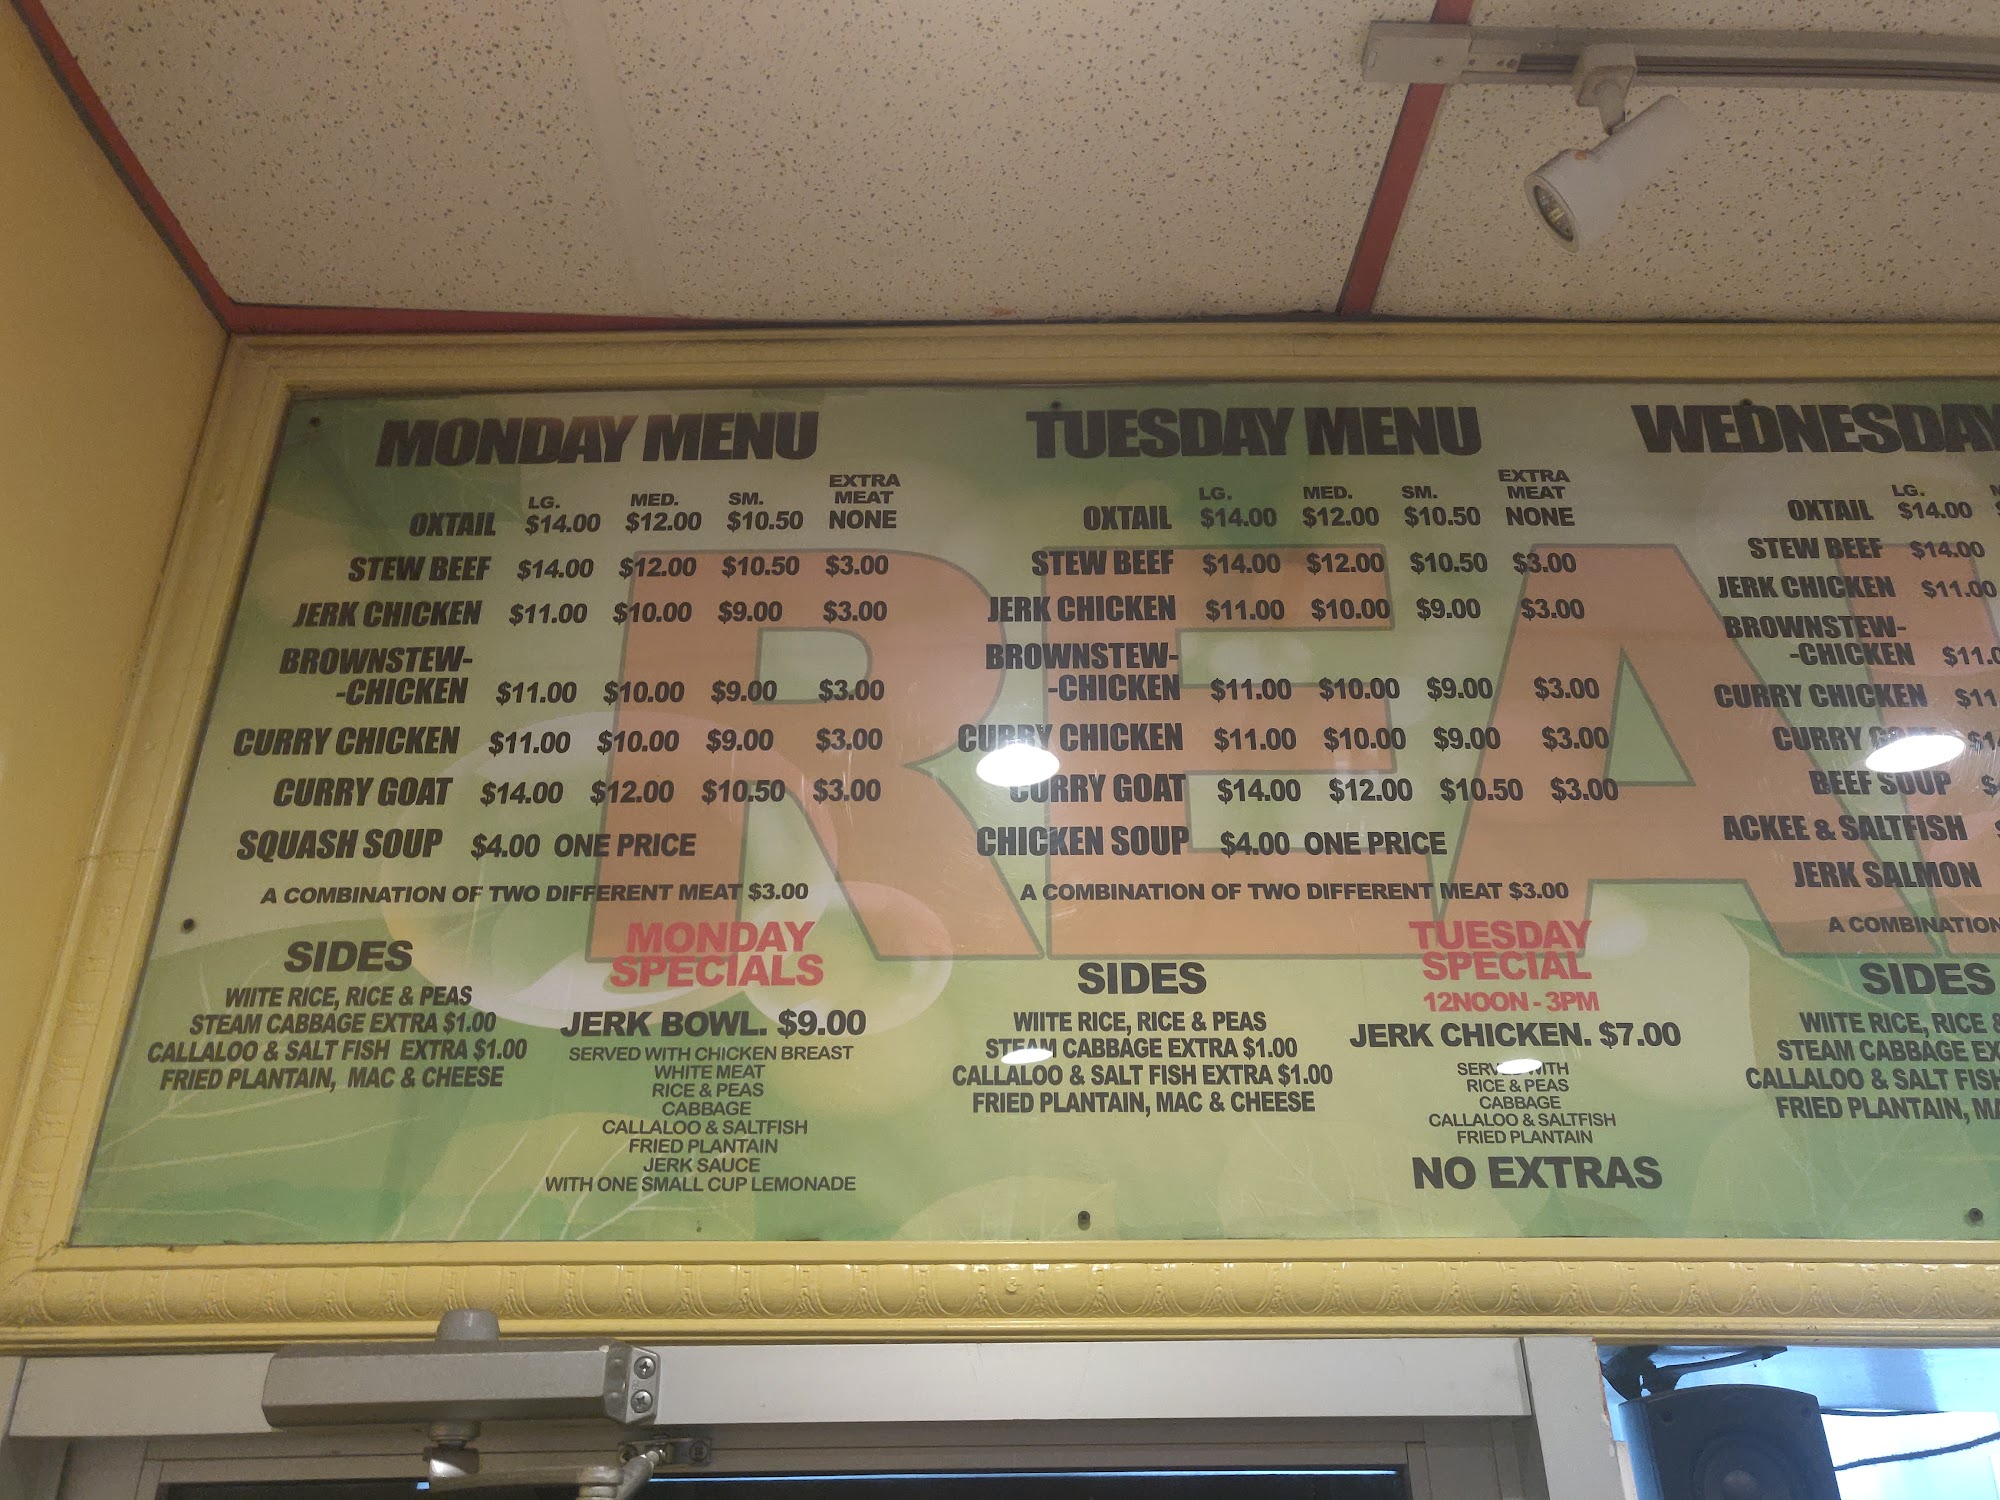 MONDAY MENU
LG. MED. SM. EXTRA MEAT
OXTAIL $14.00 $12.00 $10.50 NONE
STEW BEEF $14.00 $12.00 $10.50 $3.00
JERK CHICKEN $11.00 $10.00 $9.00 $3.00
BROWNSTEW-
-CHICKEN $11.00 $10.00 $9.00 $3.00
CURRY CHICKEN $11.00 $10.00 $9.00 $3.00
CURRY GOAT $14.00 $12.00 $10.50 $3.00
SQUASH SOUP $4.00 ONE PRICE
A COMBINATION OF TWO DIFFERENT MEAT $3.00
SIDES
WIITE RICE, RICE & PEAS
STEAM CABBAGE EXTRA $1.00
CALLALOO & SALT FISH EXTRA $1.00
FRIED PLANTAIN, MAC & CHEESE
MONDAY
SPECIALS
JERK BOWL. $9.00
SERVED WITH CHICKEN BREAST
WHITE MEAT
RICE & PEAS
CABBAGE
CALLALOO & SALTFISH
FRIED PLANTAIN
JERK SAUCE
WITH ONE SMALL CUP LEMONADE
TUESDAY MENU
LG. MED. SM. EXTRA MEAT
OXTAIL $14.00 $12.00 $10.50 NONE
STEW BEEF $14.00 $12.00 $10.50 $3.00
JERK CHICKEN $11.00 $10.00 $9.00 $3.00
BROWNSTEW-
-CHICKEN $11.00 $10.00 $9.00 $3.00
CURRY CHICKEN $11.00 $10.00 $9.00 $3.00
CURRY GOAT $14.00 $12.00 $10.50 $3.00
CHICKEN SOUP $4.00 ONE PRICE
A COMBINATION OF TWO DIFFERENT MEAT $3.00
SIDES
WIITE RICE, RICE & PEAS
STEAM CABBAGE EXTRA $1.00
CALLALOO & SALT FISH EXTRA $1.00
FRIED PLANTAIN, MAC & CHEESE
TUESDAY
SPECIAL
12NOON - 3PM
JERK CHICKEN. $7.00
SERVED WITH
RICE & PEAS
CABBAGE
CALLALOO & SALTFISH
FRIED PLANTAIN
NO EXTRAS
WEDNESDAY
LG.
OXTAIL $14.00
STEW BEEF $14.00
JERK CHICKEN $11.00
BROWNSTEW-
-CHICKEN $11.0
CURRY CHICKEN $11
CURRY
BEEF SOUP
ACKEE & SALTFISH
JERK SALMON
A COMBINATION
SIDES
WIITE RICE, RICE &
STEAM CABBAGE EX
CALLALOO & SALT FISH
FRIED PLANTAIN, MA
REA